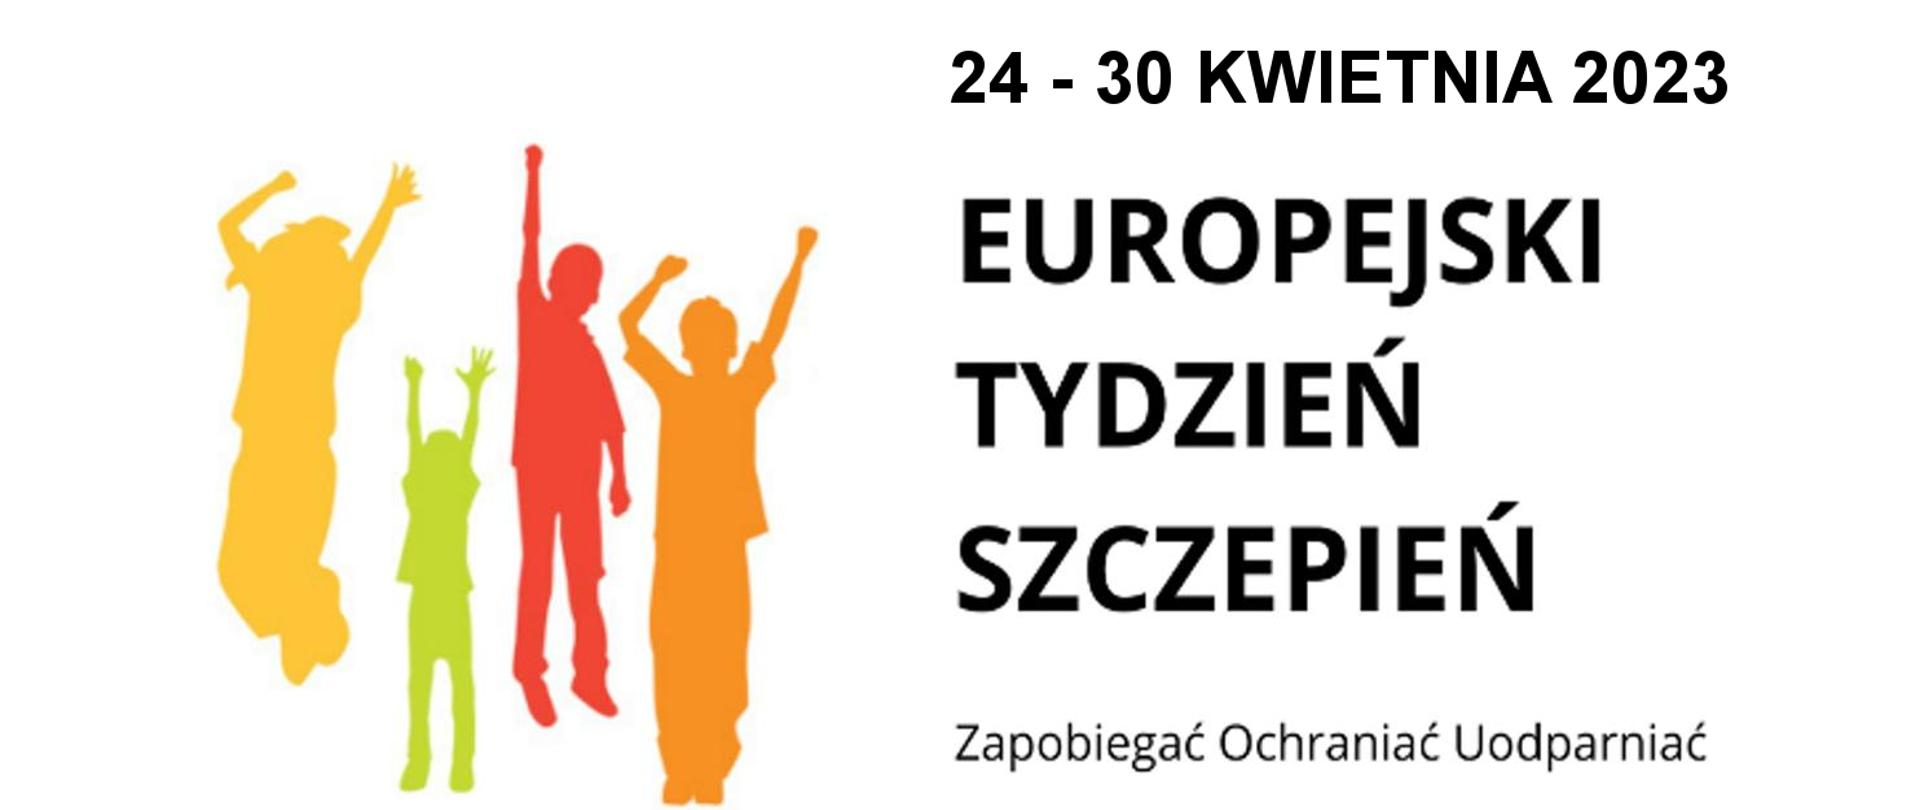 24 - 30 KWIETNIA 2023
EUROPEJSKI
TYDZIEŃ
SZCZEPIEŃ
Zapobiegać Ochraniać Uodparniać